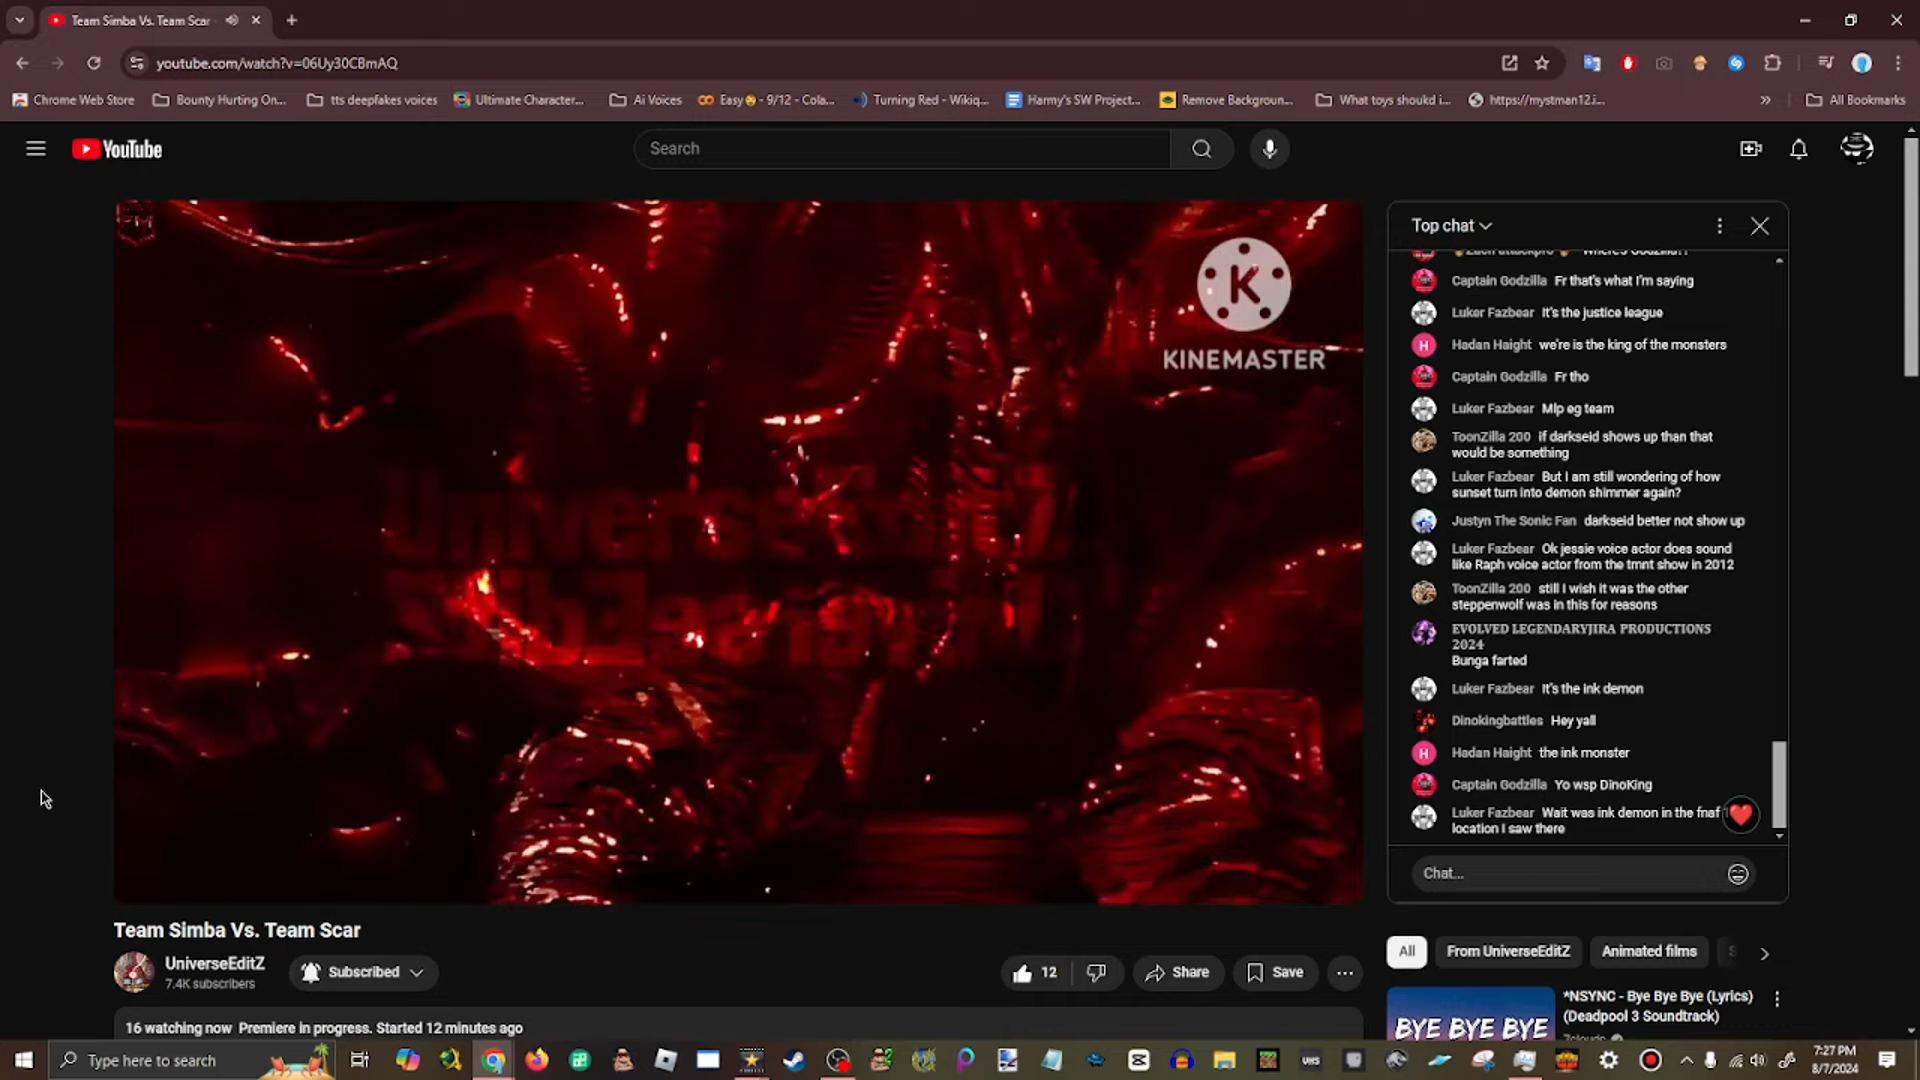 Team Simba Vs. Team Scar
youtube.com/watch?v=06Uy30CBmAQ
Chrome Web Store
Bounty Hurting On...
tts deepfakes voices
Ultimate Character...
Ai Voices
Easy - 9/12 - Cola...
Turning Red - Wikiq...
Harmy's SW Project...
Remove Backgroun...
What toys shoukd i...
https://mystman12.i...
All Bookmarks
YouTube
Search
K
KINEMASTER
Top chat
Where's Godzilla??
Captain Godzilla Fr that's what I'm saying
Luker Fazbear It's the justice league
Hadan Haight we're is the king of the monsters
Captain Godzilla Fr tho
Luker Fazbear Mlp eg team
ToonZilla 200 if darkseid shows up than that
would be something
Luker Fazbear But I am still wondering of how
sunset turn into demon shimmer again?
Justyn The Sonic Fan darkseid better not show up
Luker Fazbear Ok jessie voice actor does sound
like Raph voice actor from the tmnt show in 2012
ToonZilla 200 still I wish it was the other
steppenwolf was in this for reasons
EVOLVED LEGENDARYJIRA PRODUCTIONS
2024
Bunga farted
Luker Fazbear It's the ink demon
Dinokingbattles Hey yall
H
Hadan Haight the ink monster
Captain Godzilla Yo wsp DinoKing
Luker Fazbear Wait was ink demon in the fnaf 1
location I saw there
Chat...
Team Simba Vs. Team Scar
UniverseEditZ
7.4K subscribers
Subscribed
12
Share
Save
16 watching now Premiere in progress. Started 12 minutes ago
All
From UniverseEditZ
Animated films
*NSYNC - Bye Bye Bye (Lyrics)
(Deadpool 3 Soundtrack)
7clouds
BYE BYE BYE
Type here to search
VHS
7:27 PM
8/7/2024